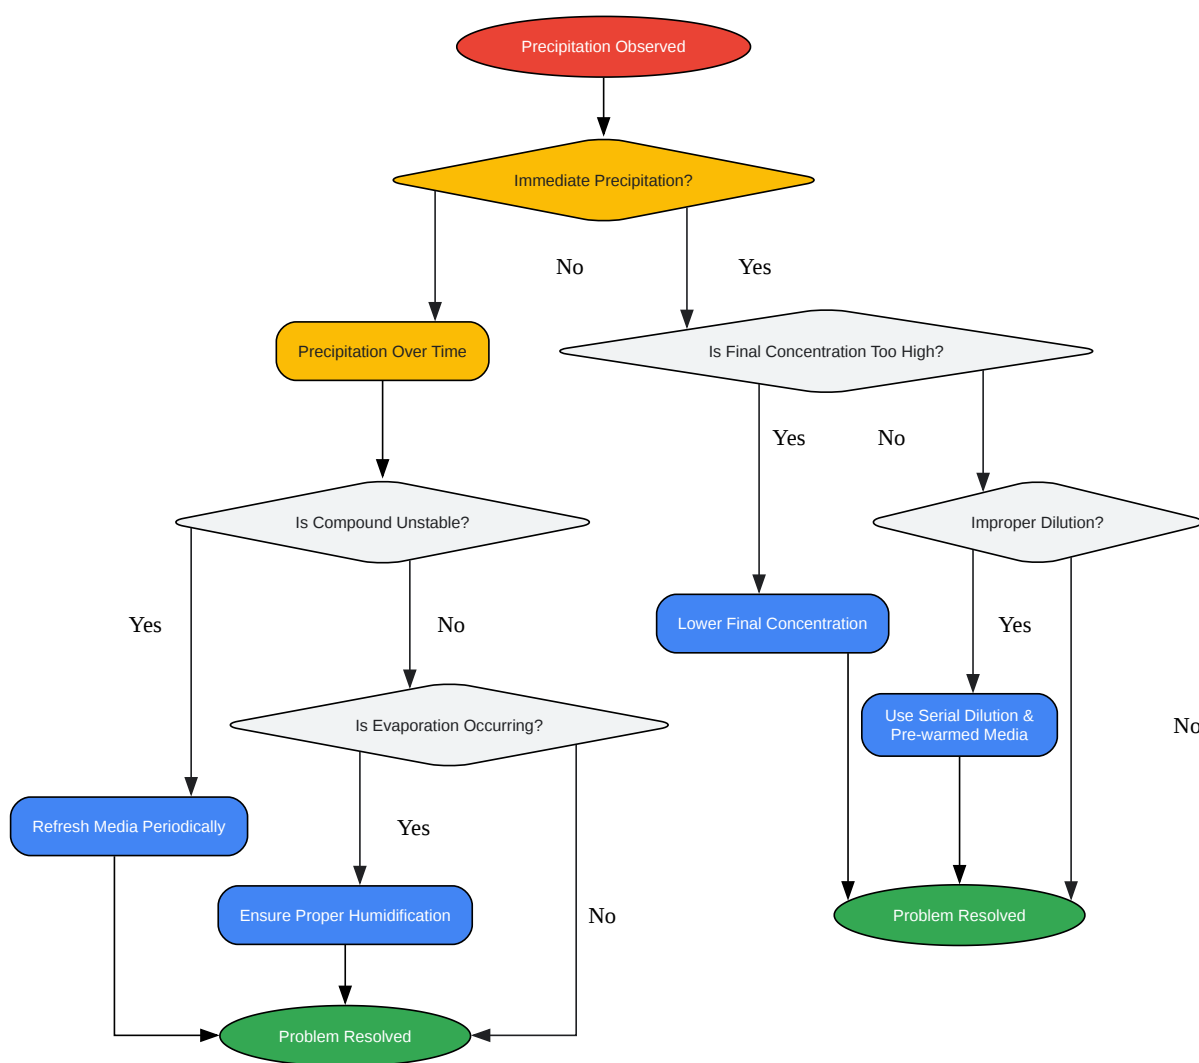 Precipitation Observed
Immediate Precipitation?
No
Yes
Precipitation Over Time
Is Final Concentration Too High?
Yes
No
Is Compound Unstable?
Improper Dilution?
Yes
No
Lower Final Concentration
Yes
Is Evaporation Occurring?
Use Serial Dilution &
Pre-warmed Media
No
Refresh Media Periodically
Yes
Ensure Proper Humidification
No
Problem Resolved
Problem Resolved